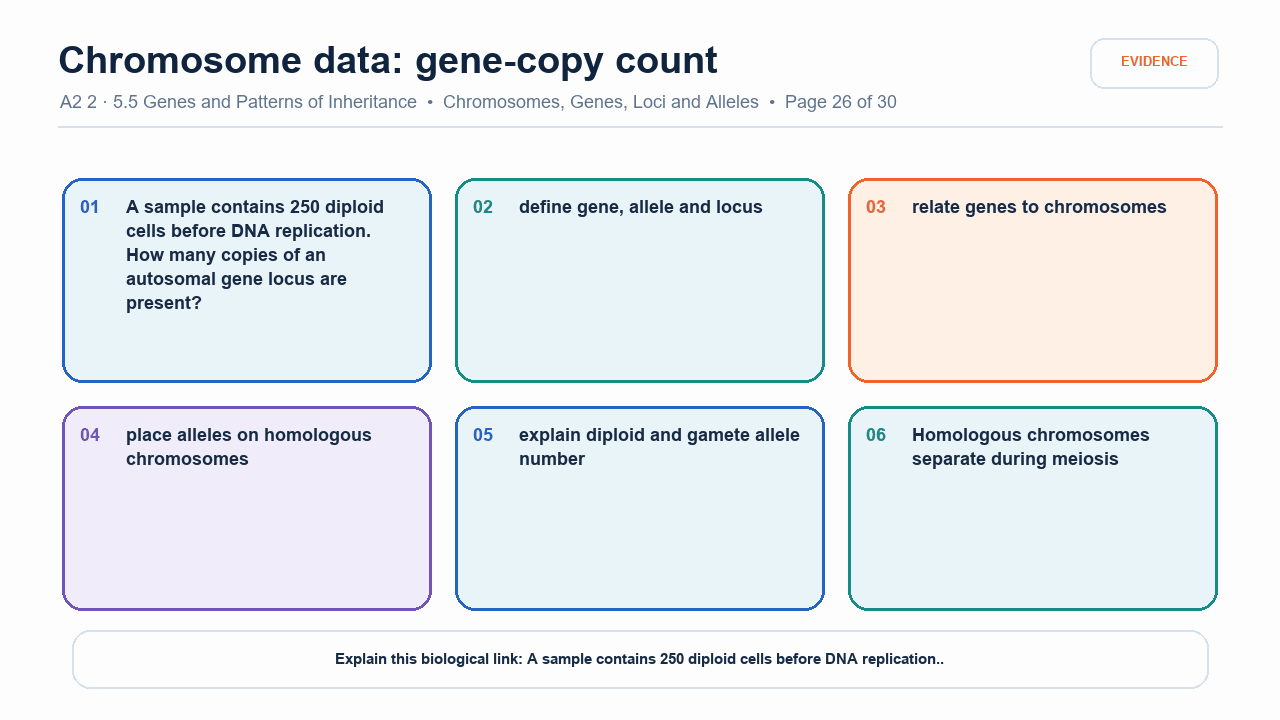 Chromosome data: gene-copy count
EVIDENCE
A2 2 · 5.5 Genes and Patterns of Inheritance • Chromosomes, Genes, Loci and Alleles • Page 26 of 30
01
A sample contains 250 diploid
cells before DNA replication.
How many copies of an
autosomal gene locus are
present?
02
define gene, allele and locus
03
relate genes to chromosomes
04
place alleles on homologous
chromosomes
05
explain diploid and gamete allele
number
06
Homologous chromosomes
separate during meiosis
Explain this biological link: A sample contains 250 diploid cells before DNA replication..